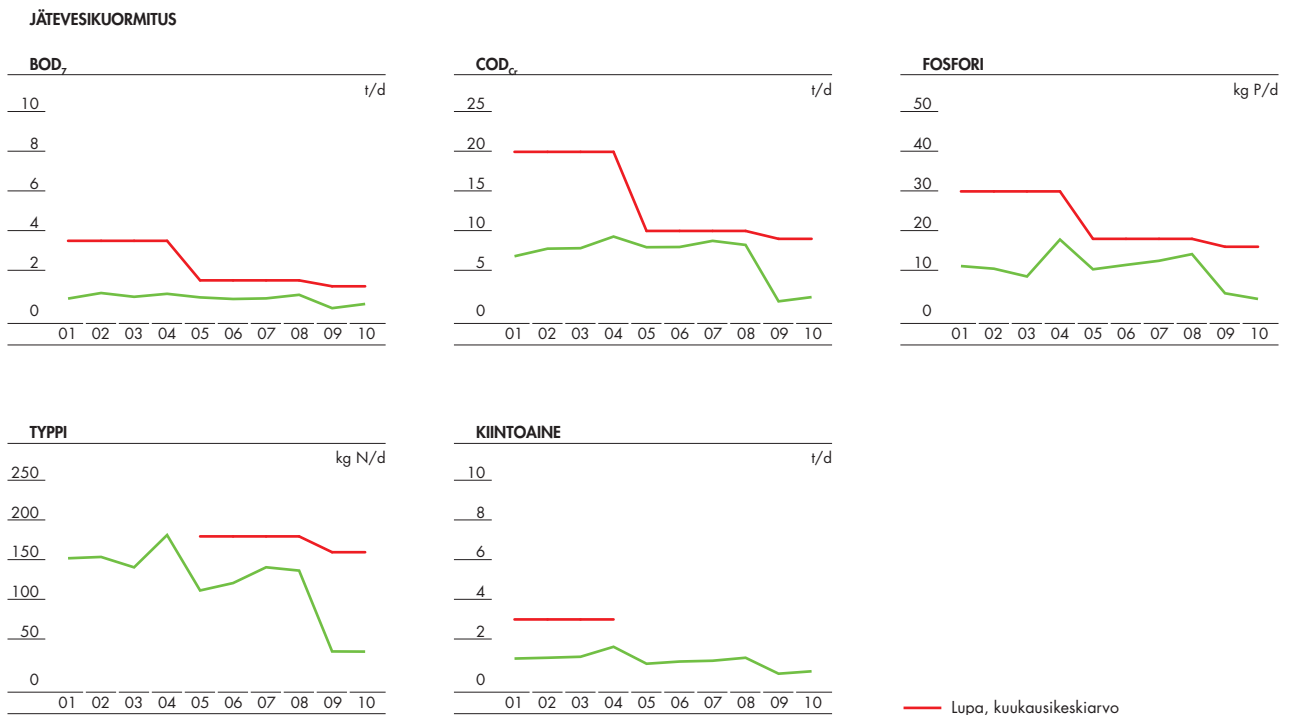 JÄTEVESIKUORMITUS
BOD₇
t/d
10
8
6
4
2
0
01 02 03 04 05 06 07 08 09 10
COD_Cr
t/d
25
20
15
10
5
0
01 02 03 04 05 06 07 08 09 10
FOSFORI
kg P/d
50
40
30
20
10
0
01 02 03 04 05 06 07 08 09 10
TYPPI
kg N/d
250
200
150
100
50
0
01 02 03 04 05 06 07 08 09 10
KIINTOAINE
t/d
10
8
6
4
2
0
01 02 03 04 05 06 07 08 09 10
Lupa, kuukausikeskiarvo